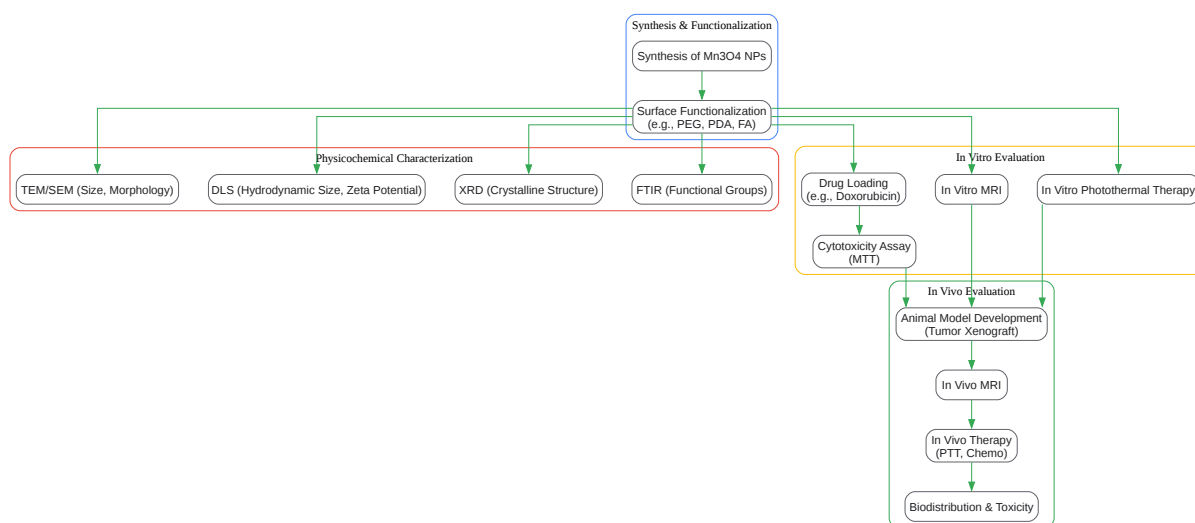 Synthesis & Functionalization
Synthesis of Mn3O4 NPs
Surface Functionalization
(e.g., PEG, PDA, FA)
Physicochemical Characterization
TEM/SEM (Size, Morphology)
DLS (Hydrodynamic Size, Zeta Potential)
XRD (Crystalline Structure)
FTIR (Functional Groups)
In Vitro Evaluation
Drug Loading
(e.g., Doxorubicin)
In Vitro MRI
In Vitro Photothermal Therapy
Cytotoxicity Assay
(MTT)
In Vivo Evaluation
Animal Model Development
(Tumor Xenograft)
In Vivo MRI
In Vivo Therapy
(PTT, Chemo)
Biodistribution & Toxicity